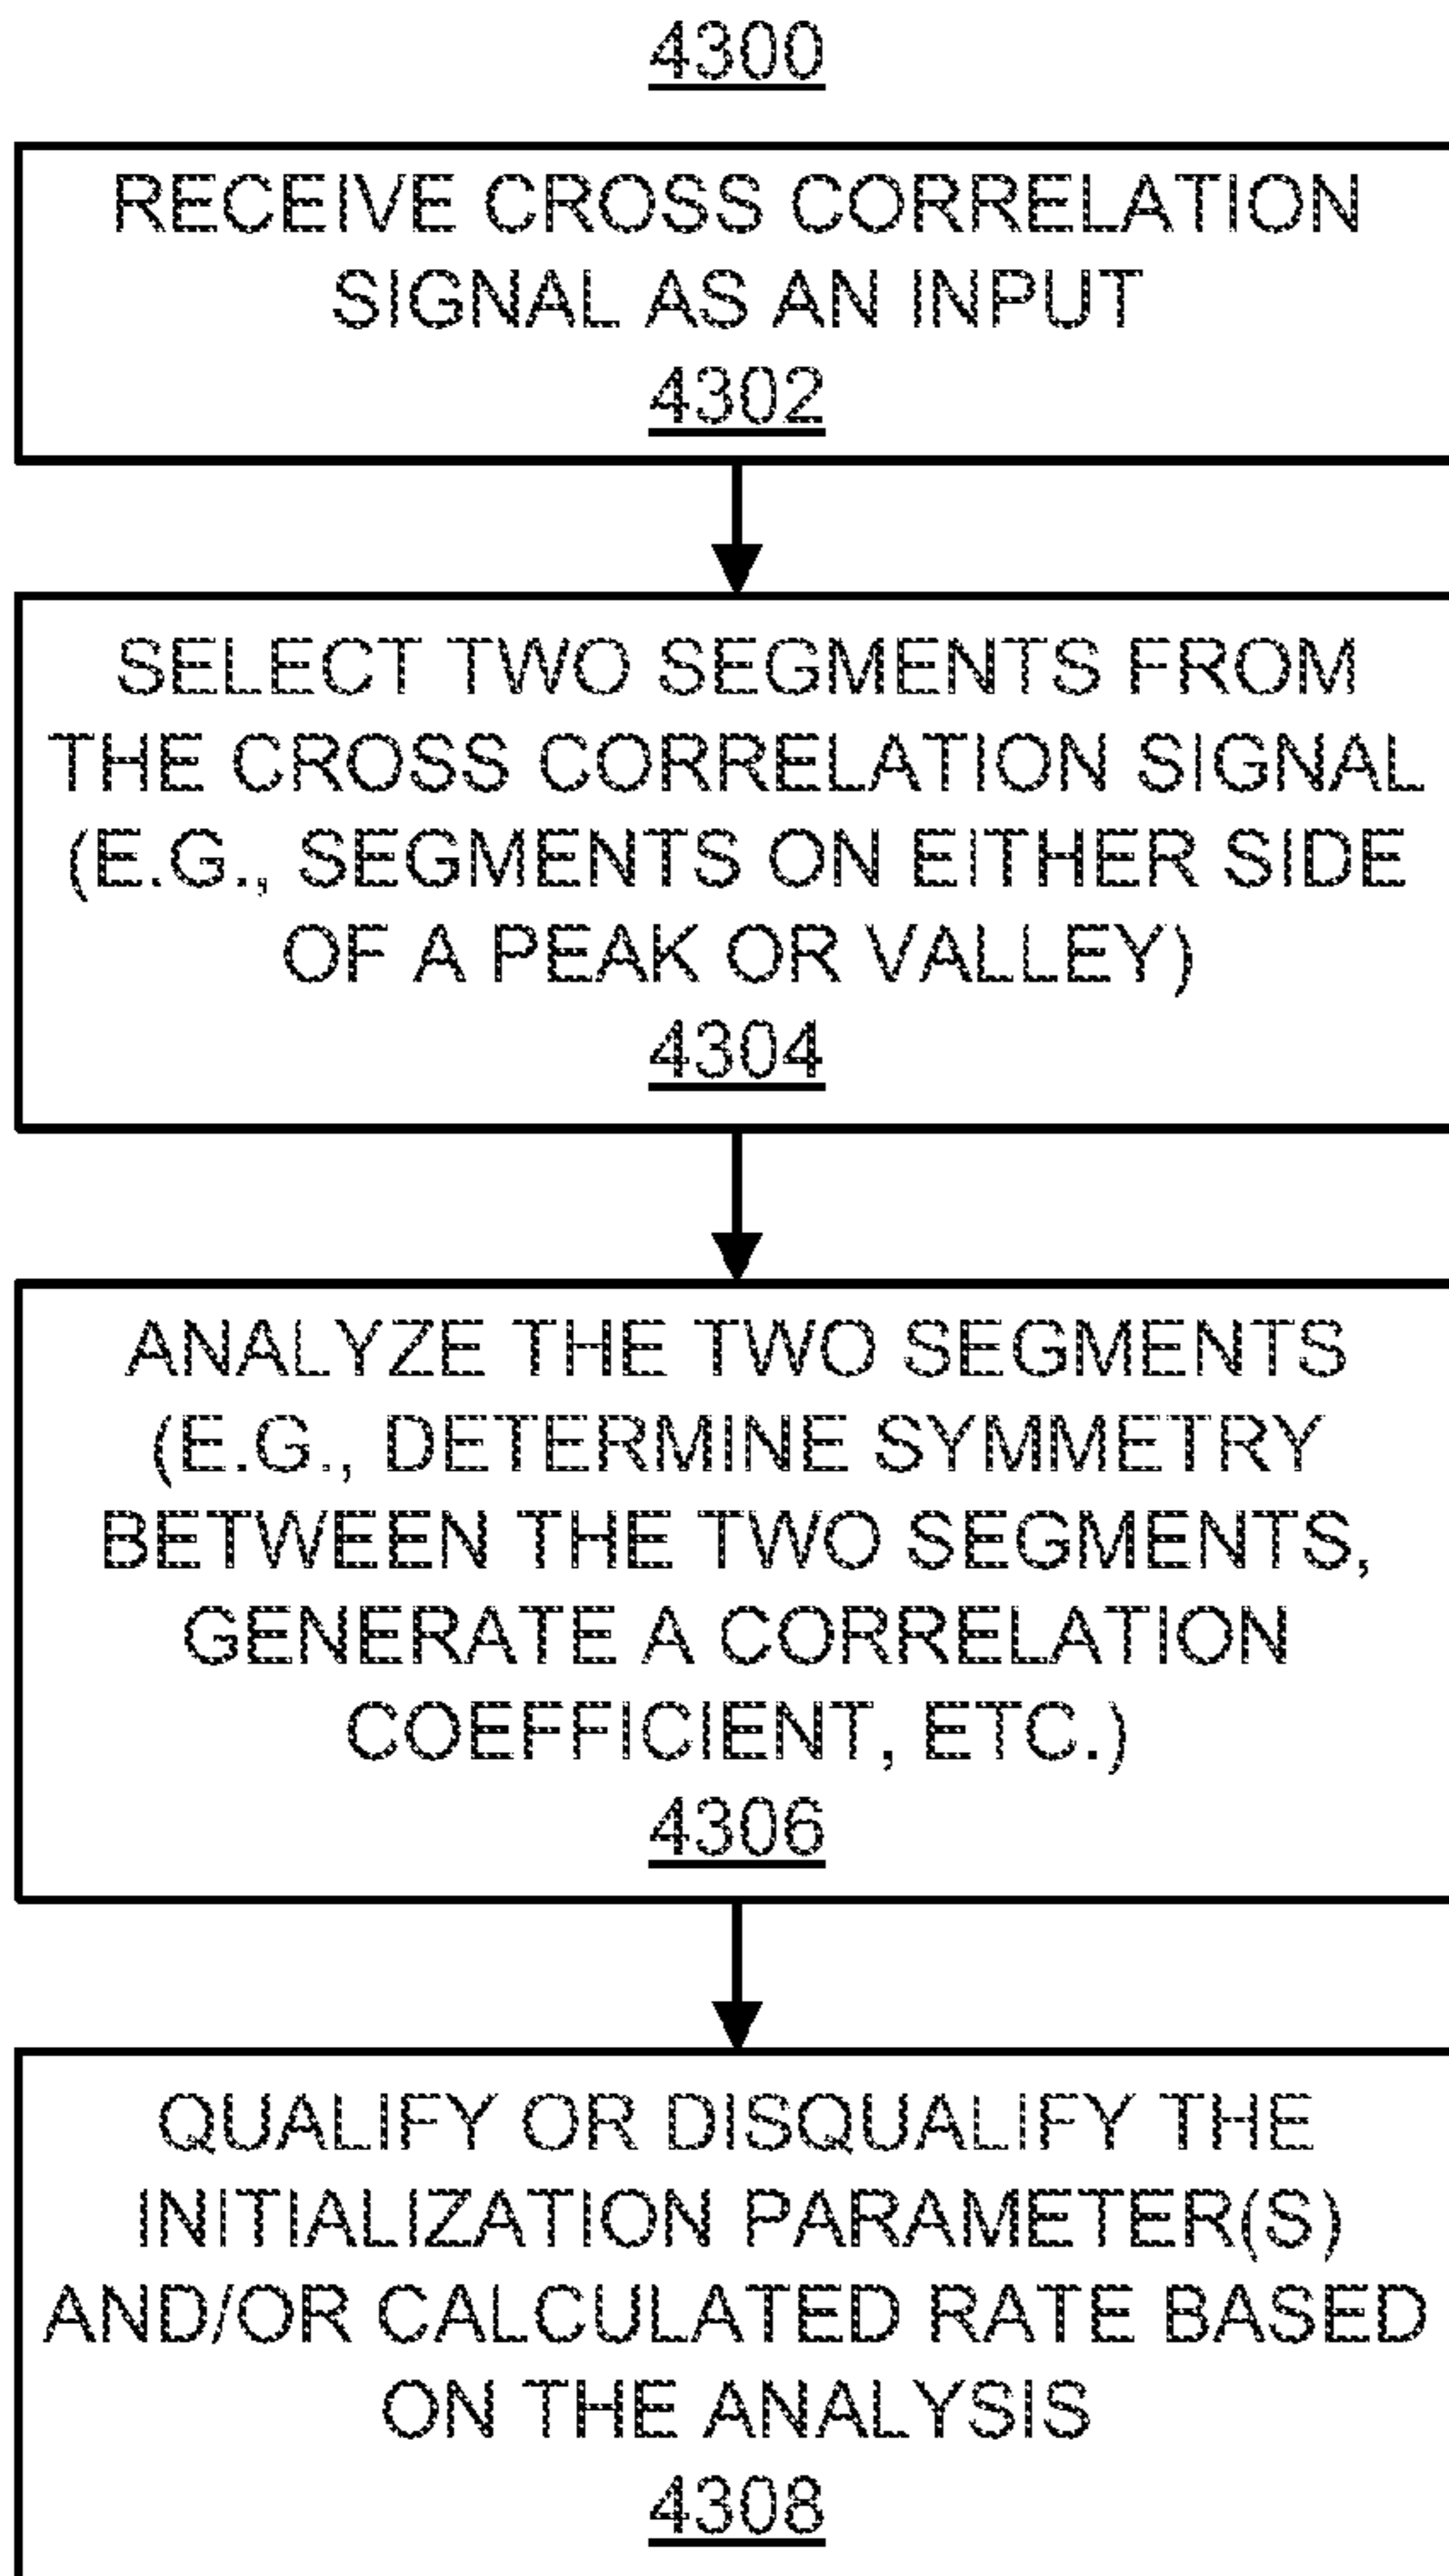 4300
RECEIVE CROSS CORRELATION
SIGNAL AS AN INPUT
4302
SELECT TWO SEGMENTS FROM
THE CROSS CORRELATION SIGNAL
(E.G., SEGMENTS ON EITHER SIDE
OF A PEAK OR VALLEY)
4304
ANALYZE THE TWO SEGMENTS
(E.G., DETERMINE SYMMETRY
BETWEEN THE TWO SEGMENTS,
GENERATE A CORRELATION
COEFFICIENT, ETC.)
4306
QUALIFY OR DISQUALIFY THE
INITIALIZATION PARAMETER(S)
AND/OR CALCULATED RATE BASED
ON THE ANALYSIS
4308